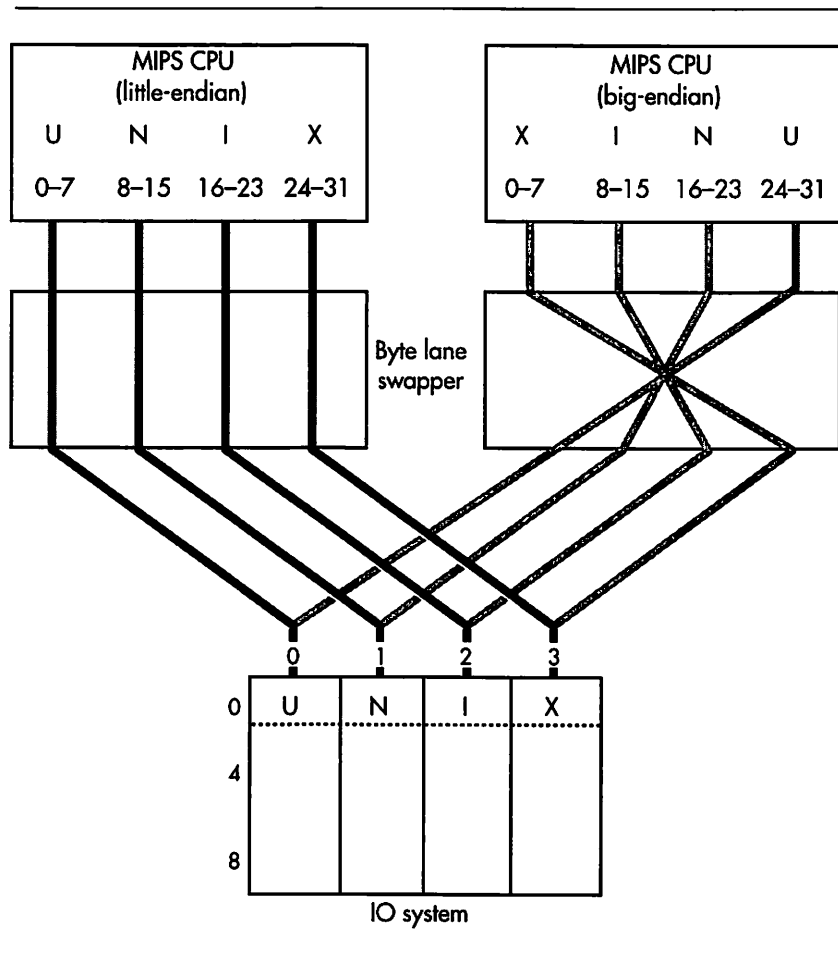 MIPS CPU
(little-endian)
U N I X
0–7 8–15 16–23 24–31
MIPS CPU
(big-endian)
X I N U
0–7 8–15 16–23 24–31
Byte lane
swapper
0 1 2 3
0 U N I X
4
8
IO system